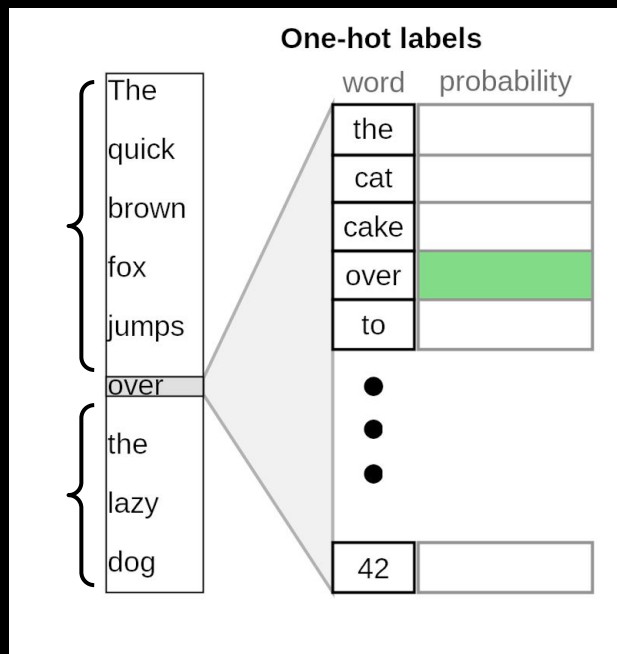 One-hot labels
word probability
The
quick
brown
fox
jumps
over
the
lazy
dog
the
cat
cake
over
to
42